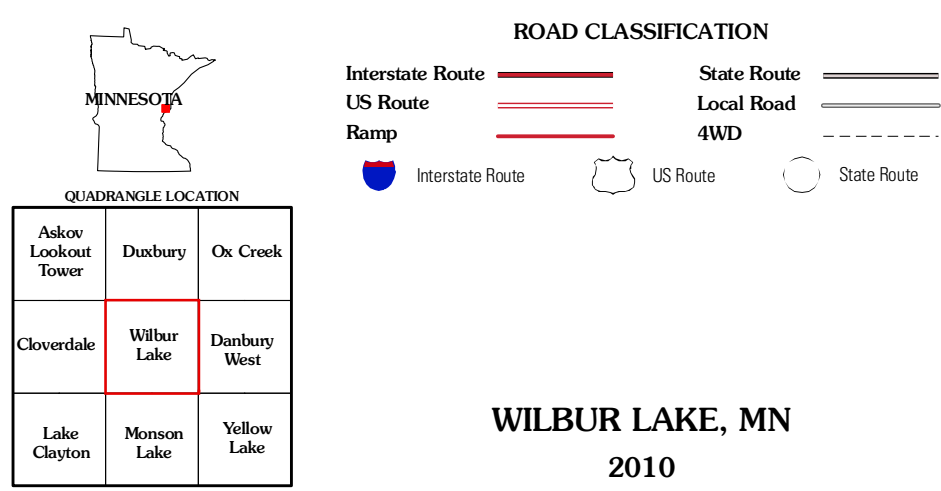 MINNESOTA
QUADRANGLE LOCATION
Askov
Lookout
Tower
Duxbury
Ox Creek
Cloverdale
Wilbur
Lake
Danbury
West
Lake
Clayton
Monson
Lake
Yellow
Lake
ROAD CLASSIFICATION
Interstate Route
State Route
US Route
Local Road
Ramp
4WD
Interstate Route
US Route
State Route
WILBUR LAKE, MN
2010